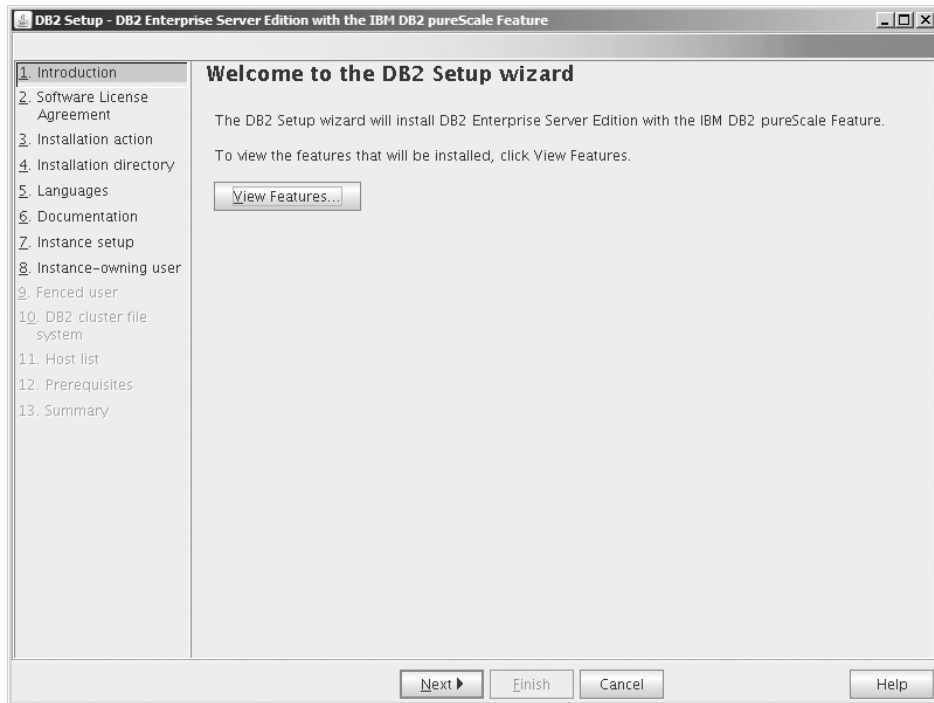 DB2 Setup - DB2 Enterprise Server Edition with the IBM DB2 pureScale Feature
1. Introduction
2. Software License
Agreement
3. Installation action
4. Installation directory
5. Languages
6. Documentation
7. Instance setup
8. Instance-owning user
9. Fenced user
10. DB2 cluster file
system
11. Host list
12. Prerequisites
13. Summary
Welcome to the DB2 Setup wizard
The DB2 Setup wizard will install DB2 Enterprise Server Edition with the IBM DB2 pureScale Feature.
To view the features that will be installed, click View Features.
View Features...
Next
Finish
Cancel
Help